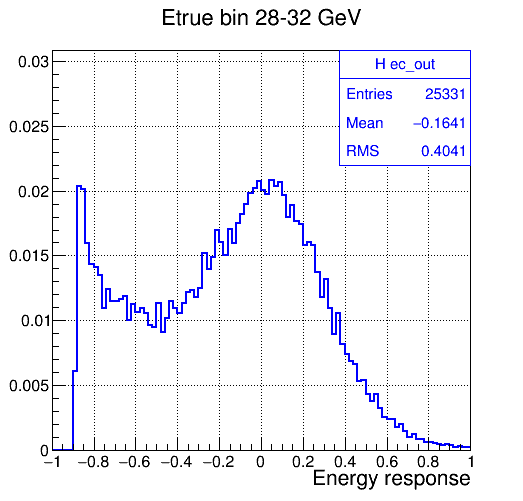 Etrue bin 28-32 GeV
H ec_out
Entries 25331
Mean −0.1641
RMS 0.4041
0.03
0.025
0.02
0.015
0.01
0.005
0
−1 −0.8 −0.6 −0.4 −0.2 0 0.2 0.4 0.6 0.8 1
Energy response